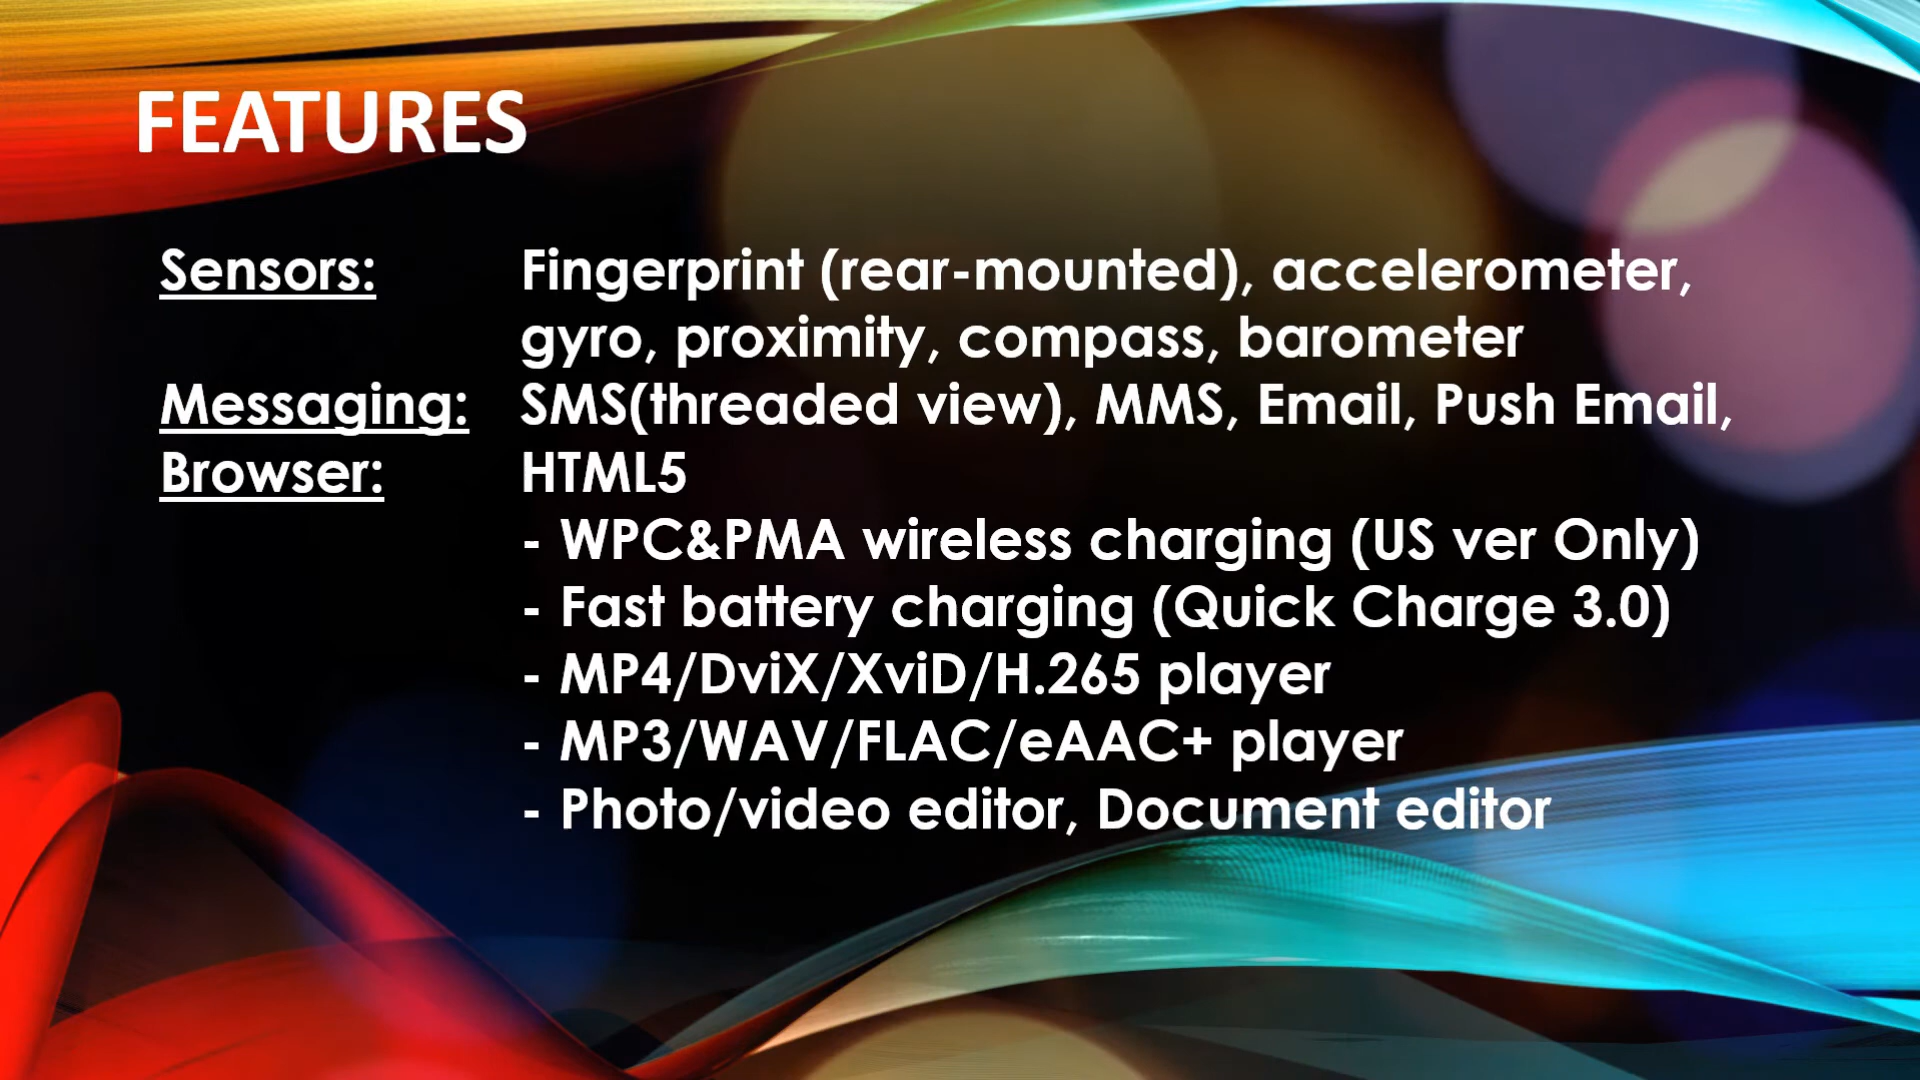 FEATURES
Sensors: Fingerprint (rear-mounted), accelerometer,
gyro, proximity, compass, barometer
Messaging: SMS(threaded view), MMS, Email, Push Email,
Browser: HTML5
- WPC&PMA wireless charging (US ver Only)
- Fast battery charging (Quick Charge 3.0)
- MP4/DviX/XviD/H.265 player
- MP3/WAV/FLAC/eAAC+ player
- Photo/video editor, Document editor